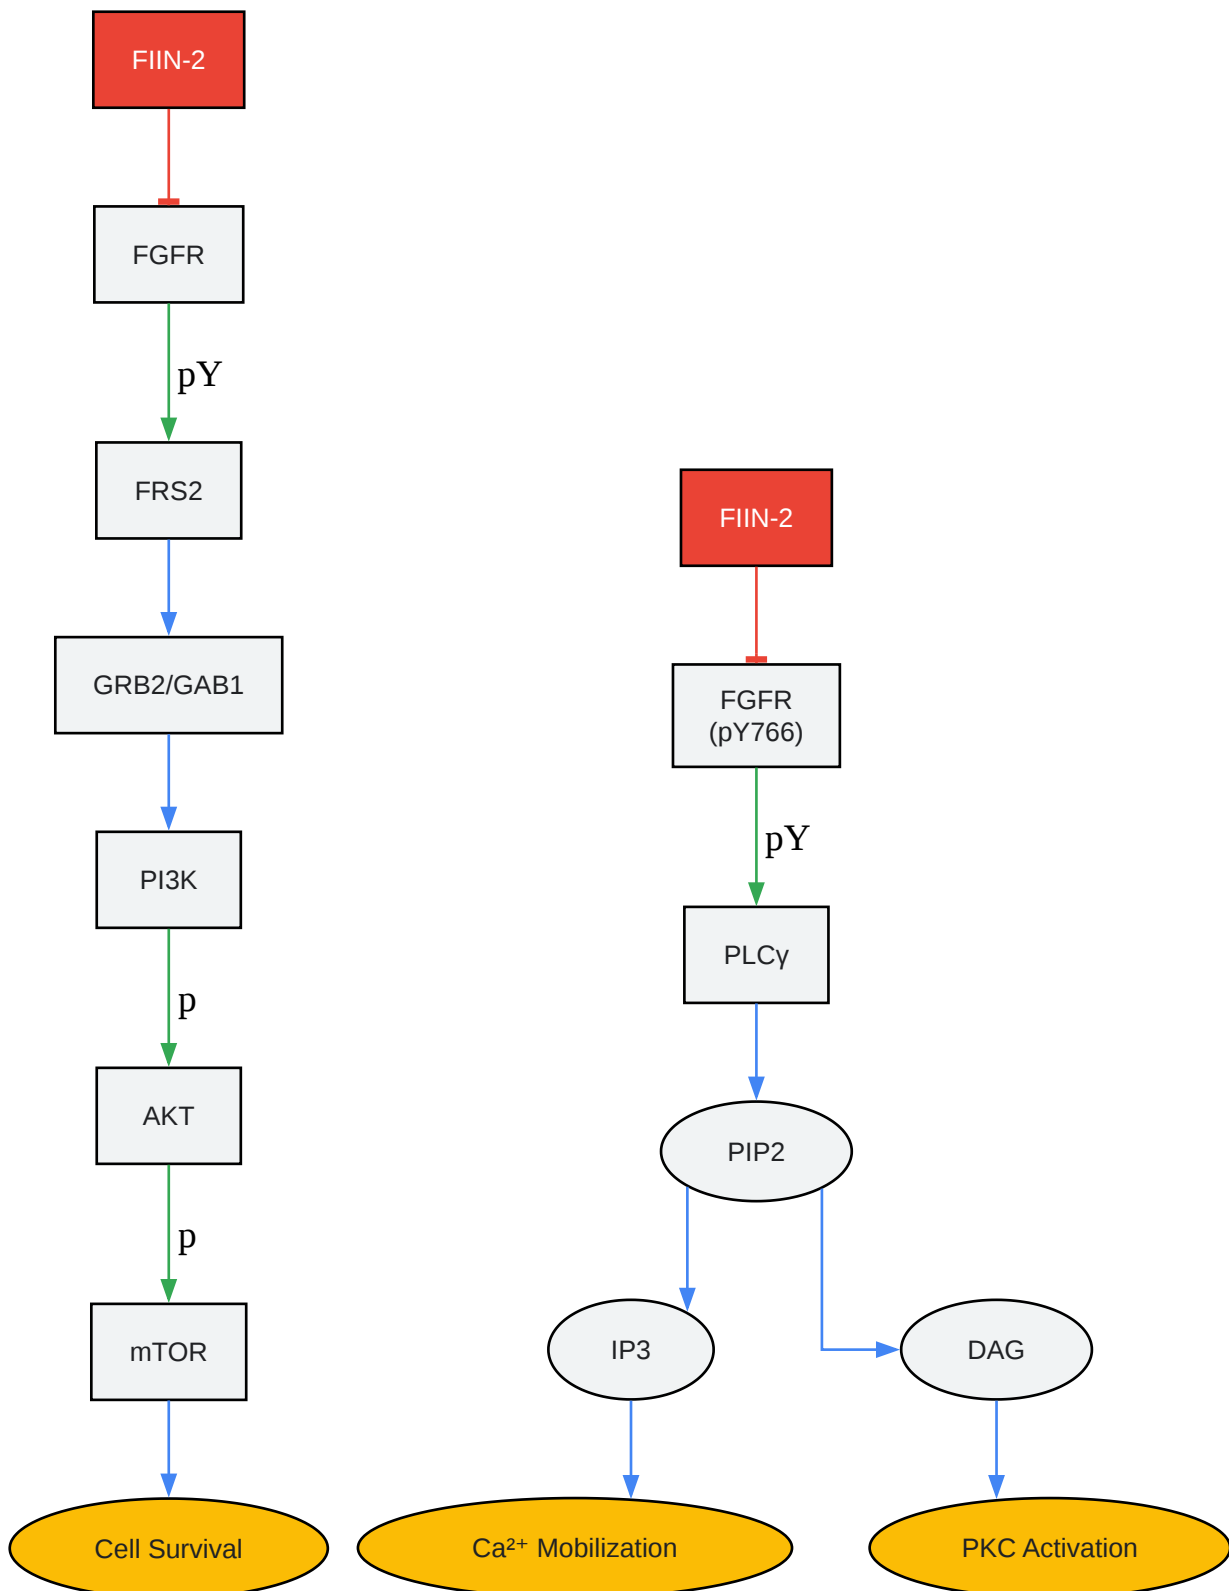 FIIN-2
FGFR
pY
FRS2
GRB2/GAB1
PI3K
p
AKT
p
mTOR
Cell Survival
FIIN-2
FGFR
(pY766)
pY
PLCγ
PIP2
IP3
DAG
Ca²⁺ Mobilization
PKC Activation